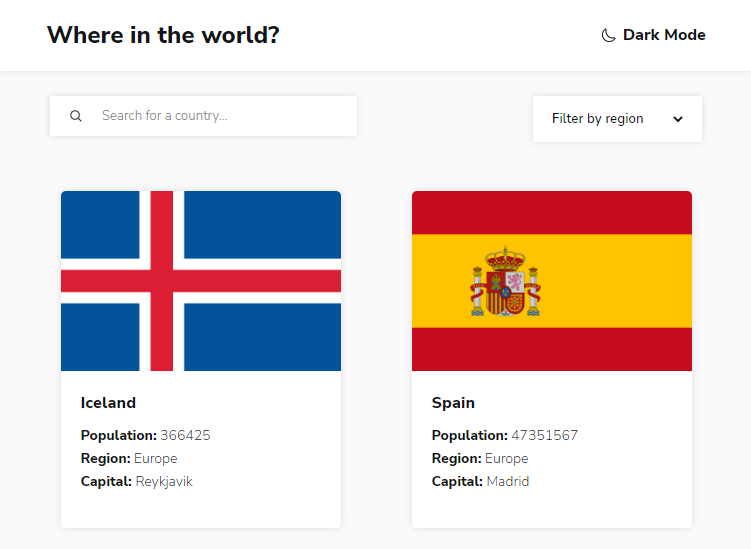 Where in the world?
Dark Mode
Search for a country...
Filter by region
Iceland
Population: 366425
Region: Europe
Capital: Reykjavik
Spain
Population: 47351567
Region: Europe
Capital: Madrid